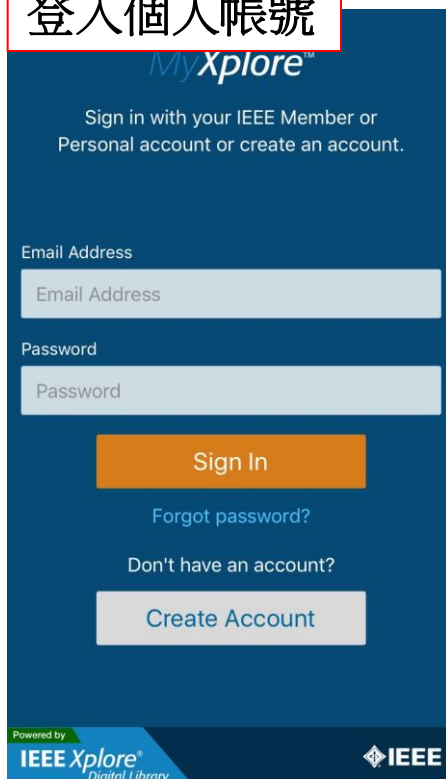 登入個人帳號
MyXplore™
Sign in with your IEEE Member or
Personal account or create an account.
Email Address
Email Address
Password
Password
Sign In
Forgot password?
Don't have an account?
Create Account
Powered by
IEEE Xplore®
Digital Library
IEEE